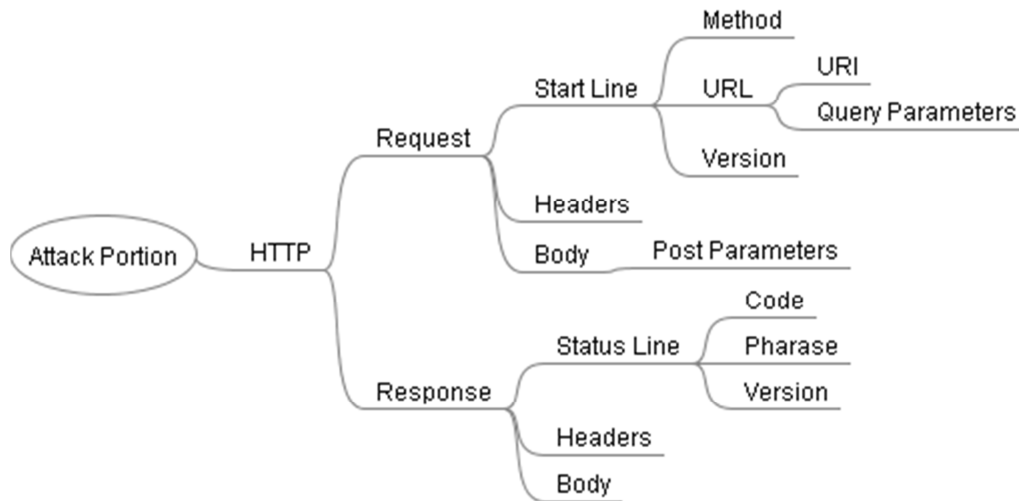 Attack Portion
HTTP
Request
Start Line
Method
URL
URI
Query Parameters
Version
Headers
Body
Post Parameters
Response
Status Line
Code
Pharase
Version
Headers
Body